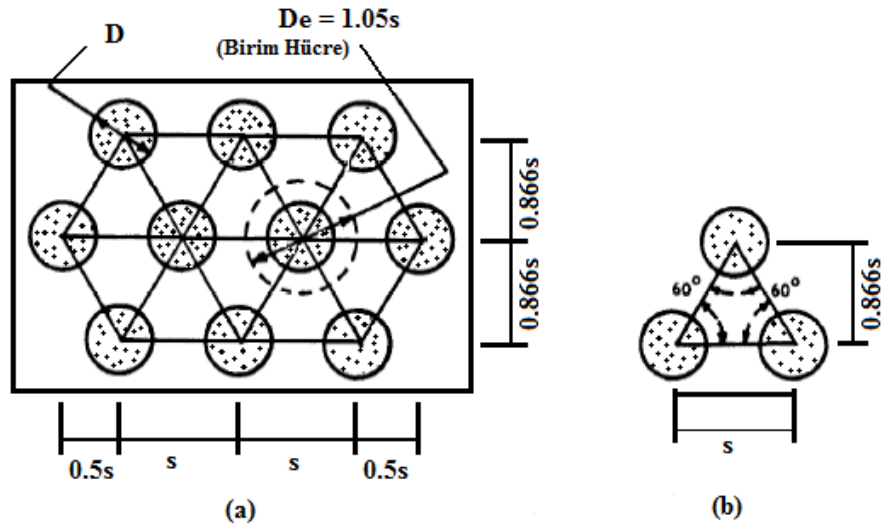 De = 1.05s
(Birim Hücre)
D
0.866s
0.866s
0.5s
s
s
0.5s
(a)
60°
60°
0.866s
s
(b)